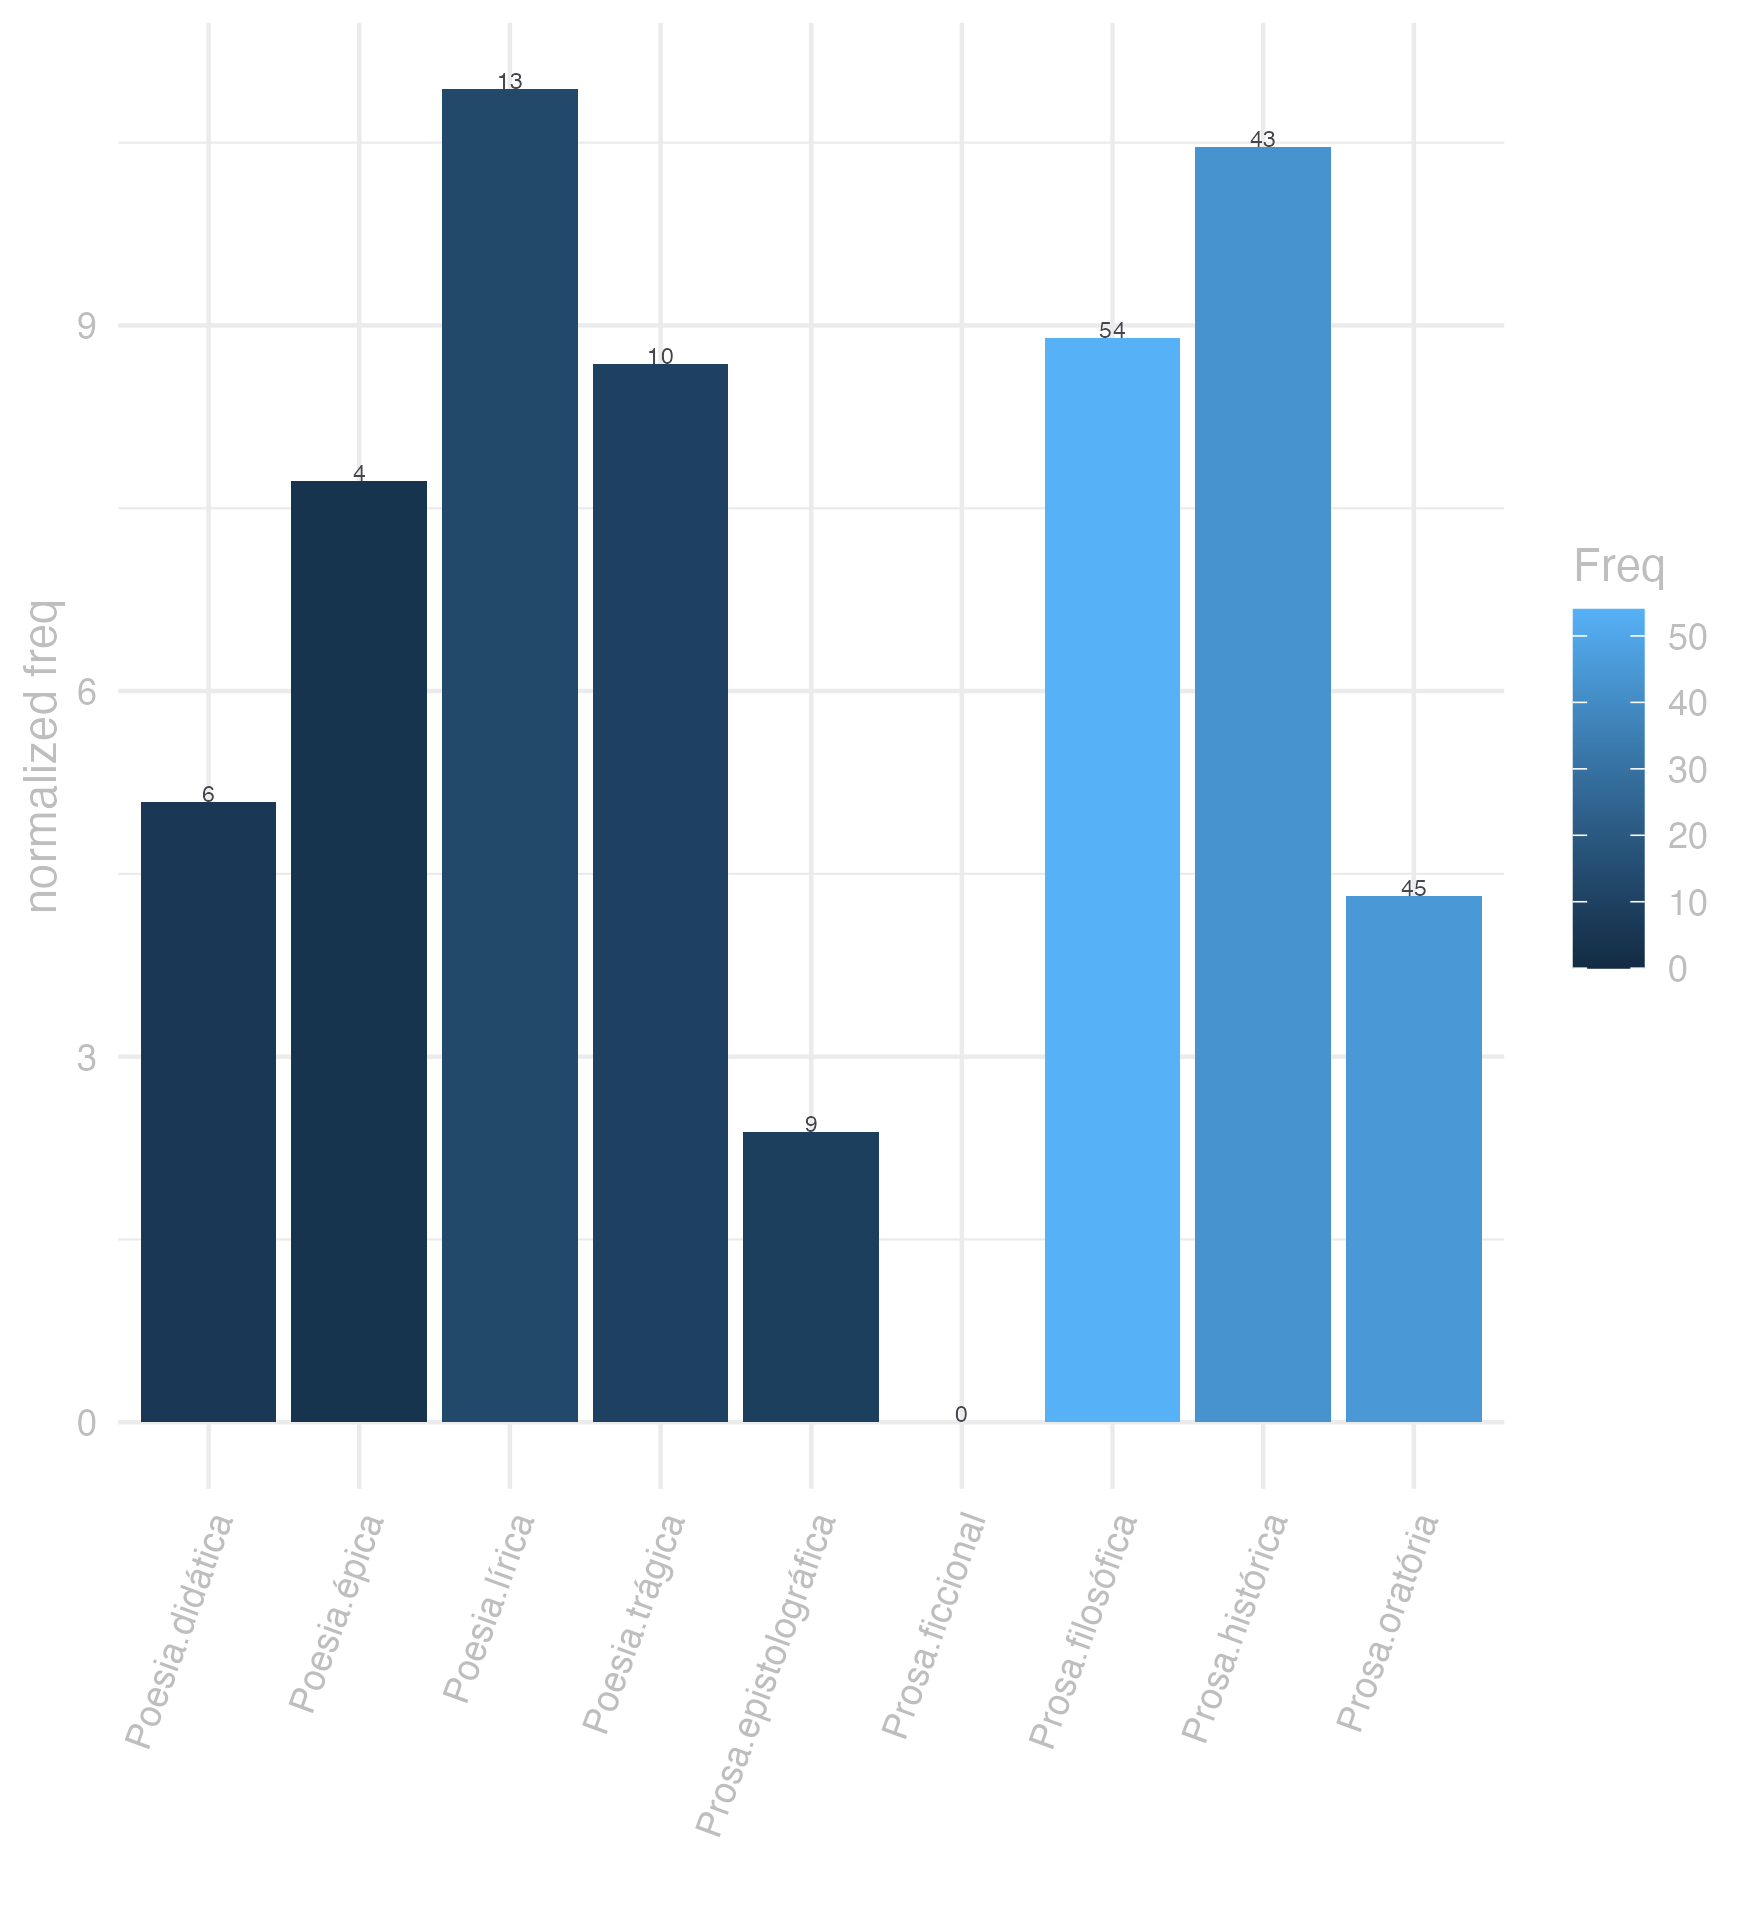 13
43
9
54
10
4
Freq
50
40
normalized freq
6
30
6
20
45
10
0
3
9
0
0
Poesia.didática
Poesia.épica
Poesia.lírica
Poesia.trágica
Prosa.epistolográfica
Prosa.ficcional
Prosa.filosófica
Prosa.histórica
Prosa.oratória